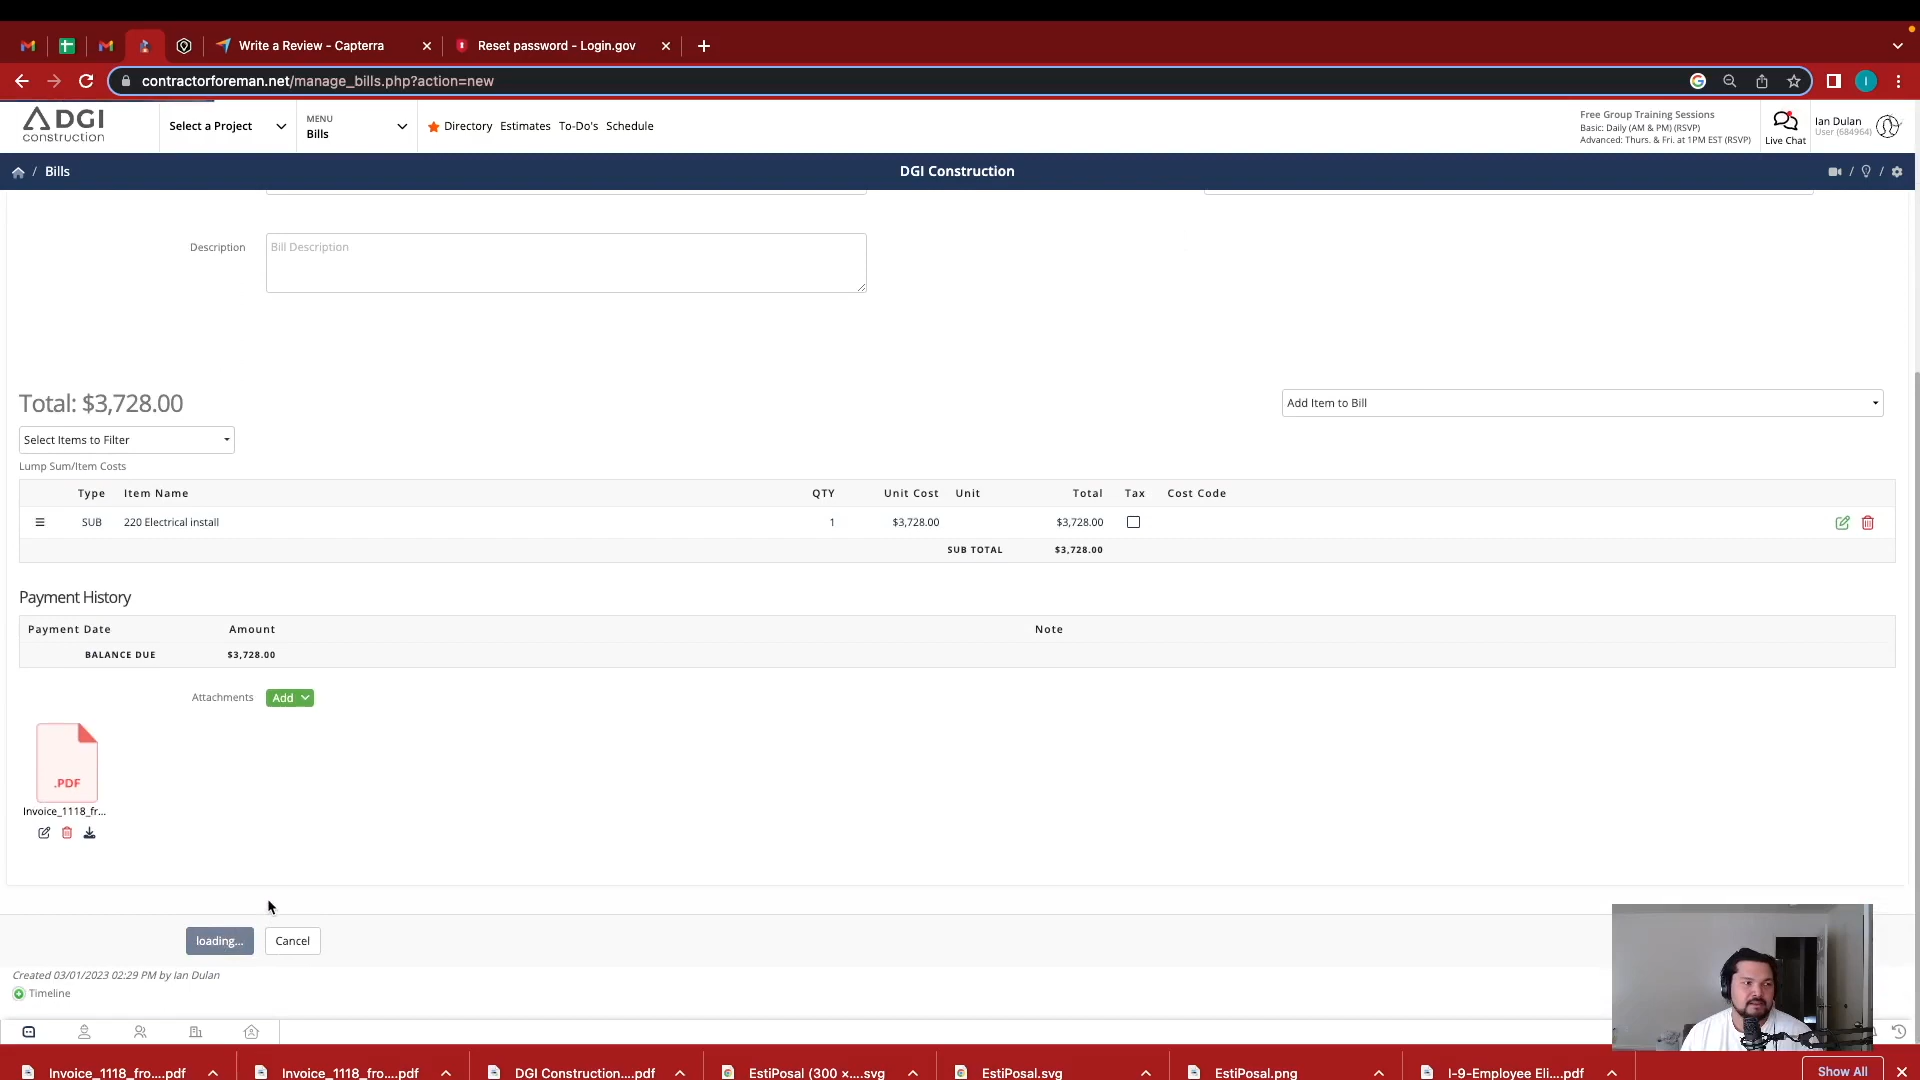 Write a Review - Capterra
Reset password - Login.gov
contractorforeman.net/manage_bills.php?action=new
DGI
construction
Select a Project
MENU
Bills
Directory Estimates To-Do's Schedule
Free Group Training Sessions
Basic: Daily (AM & PM) (RSVP)
Advanced: Thurs. & Fri. at 1PM EST (RSVP)
Live Chat
Ian Dulan
User (684964)
I
/ Bills
DGI Construction
/ /
Description
Bill Description
Total: $3,728.00
Add Item to Bill
Select Items to Filter
Lump Sum/Item Costs
Type Item Name QTY Unit Cost Unit Total Tax Cost Code
SUB 220 Electrical install 1 $3,728.00 $3,728.00
SUB TOTAL $3,728.00
Payment History
Payment Date Amount Note
BALANCE DUE $3,728.00
Attachments Add
.PDF
Invoice_1118_fr...
loading... Cancel
Created 03/01/2023 02:29 PM by Ian Dulan
Timeline
Invoice_1118_fro....pdf Invoice_1118_fro....pdf DGI Construction....pdf EstiPosal (300 ×....svg EstiPosal.svg EstiPosal.png I-9-Employee Eli....pdf Show All